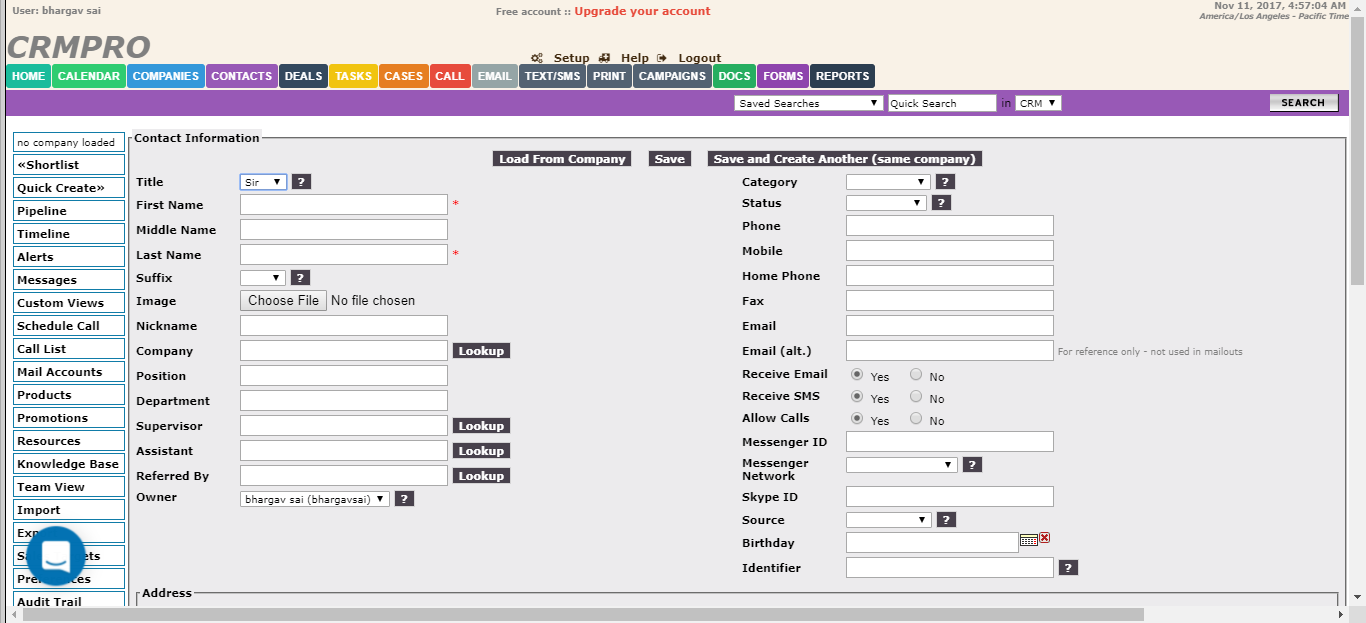 User: bhargav sai
Free account :: Upgrade your account
Nov 11, 2017, 4:57:04 AM
America/Los Angeles - Pacific Time
CRMPRO
Setup Help Logout
HOME CALENDAR COMPANIES CONTACTS DEALS TASKS CASES CALL EMAIL TEXT/SMS PRINT CAMPAIGNS DOCS FORMS REPORTS
Saved Searches Quick Search in CRM SEARCH
no company loaded
«Shortlist
Quick Create»
Pipeline
Timeline
Alerts
Messages
Custom Views
Schedule Call
Call List
Mail Accounts
Products
Promotions
Resources
Knowledge Base
Team View
Import
Audit Trail
Contact Information
Load From Company Save Save and Create Another (same company)
Title Sir ?
First Name *
Middle Name
Last Name *
Suffix ?
Image Choose File No file chosen
Nickname
Company Lookup
Position
Department
Supervisor Lookup
Assistant Lookup
Referred By Lookup
Owner bhargav sai (bhargavsai) ?
Category ?
Status ?
Phone
Mobile
Home Phone
Fax
Email
Email (alt.) For reference only - not used in mailouts
Receive Email Yes No
Receive SMS Yes No
Allow Calls Yes No
Messenger ID
Messenger
Network ?
Skype ID
Source ?
Birthday
Identifier ?
Address